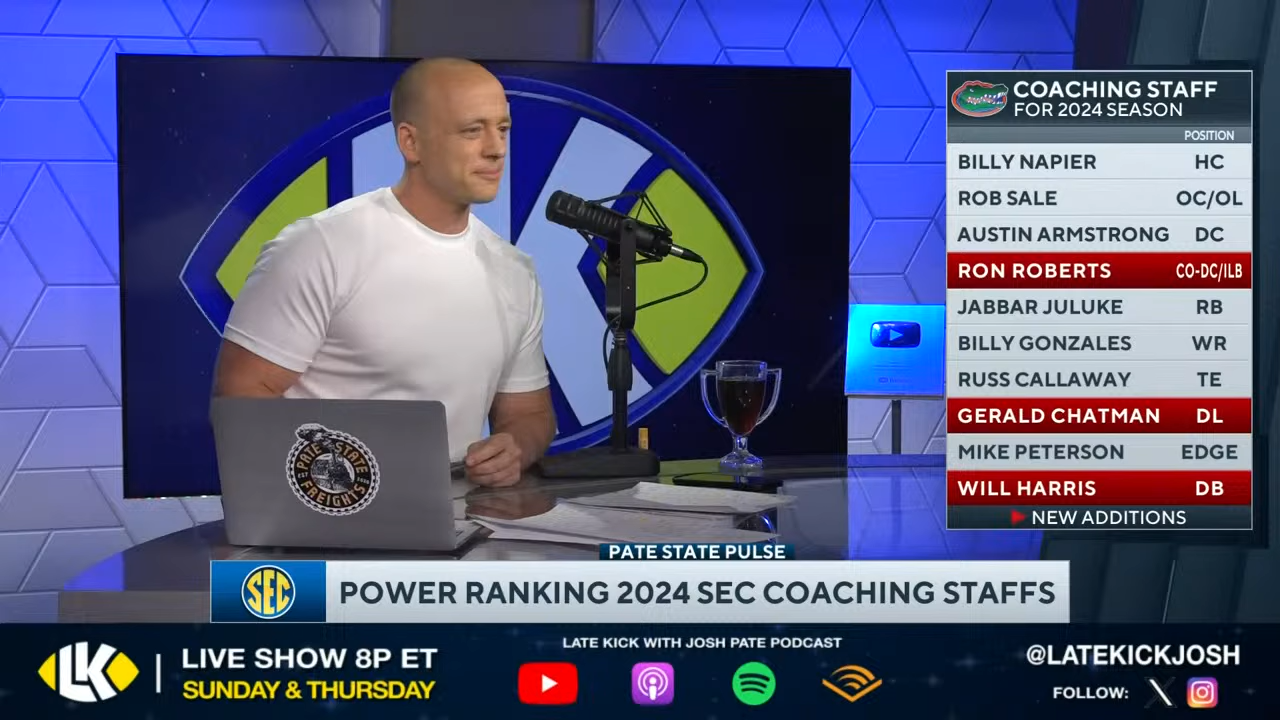 COACHING STAFF
FOR 2024 SEASON
POSITION
BILLY NAPIER HC
ROB SALE OC/OL
AUSTIN ARMSTRONG DC
RON ROBERTS CO-DC/ILB
JABBAR JULUKE RB
BILLY GONZALES WR
RUSS CALLAWAY TE
GERALD CHATMAN DL
MIKE PETERSON EDGE
WILL HARRIS DB
NEW ADDITIONS
PATE STATE
FREIGHTS
PATE STATE PULSE
SEC
POWER RANKING 2024 SEC COACHING STAFFS
LK
LIVE SHOW 8P ET
SUNDAY & THURSDAY
LATE KICK WITH JOSH PATE PODCAST
@LATEKICKJOSH
FOLLOW: